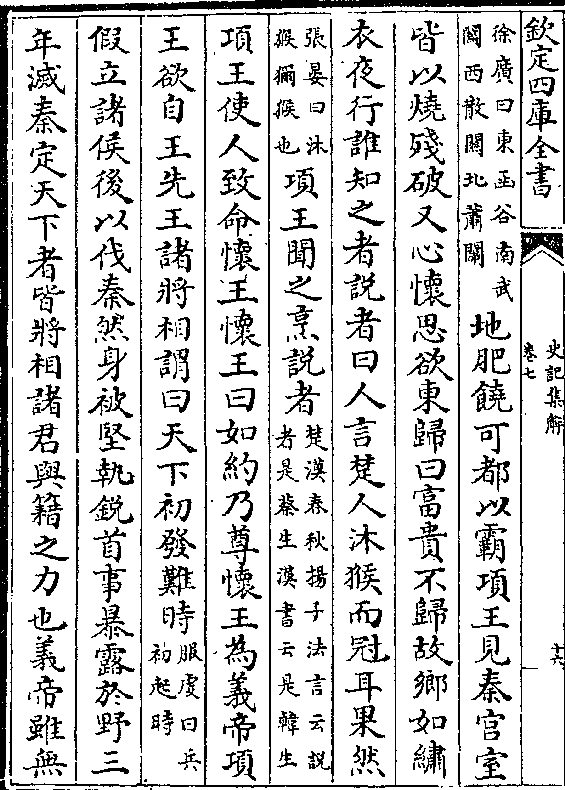 欽定四庫全書
史記集解
卷七
十六
徐廣曰東函谷南武
關西散關北蕭關
地肥饒可都以霸項王見秦宮室
皆以燒殘破又心懷思欲東歸曰富貴不歸故鄉如繡
衣夜行誰知之者說者曰人言楚人沐猴而冠耳果然
張晏曰沐
猴獮猴也
項王聞之烹說者
楚漢春秋揚子法言云說
者是蔡生漢書云是韓生
項王使人致命懷王懷王曰如約乃尊懷王為義帝項
王欲自王先王諸將相謂曰天下初發難時
服虔曰兵
初起時
假立諸侯後以伐秦然身被堅執銳首事暴露於野三
年滅秦定天下者皆將相諸君與籍之力也義帝雖無